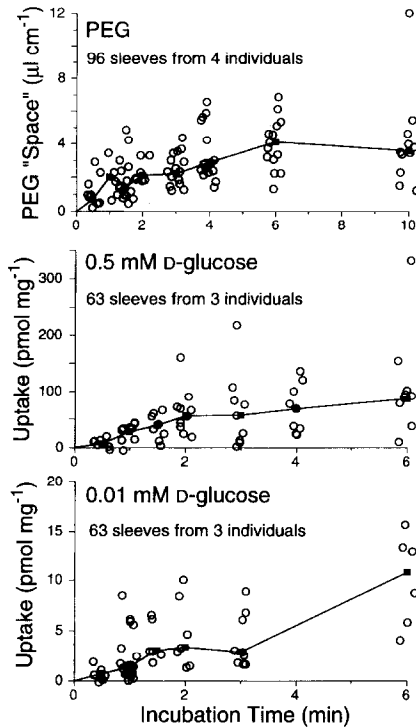 PEG
96 sleeves from 4 individuals
PEG "Space" (μl cm⁻¹)
12
8
4
0
0 2 4 6 8 10
0.5 mM D-glucose
63 sleeves from 3 individuals
Uptake (pmol mg⁻¹)
300
200
100
0
0 2 4 6
0.01 mM D-glucose
63 sleeves from 3 individuals
Uptake (pmol mg⁻¹)
20
15
10
5
0
0 2 4 6
Incubation Time (min)